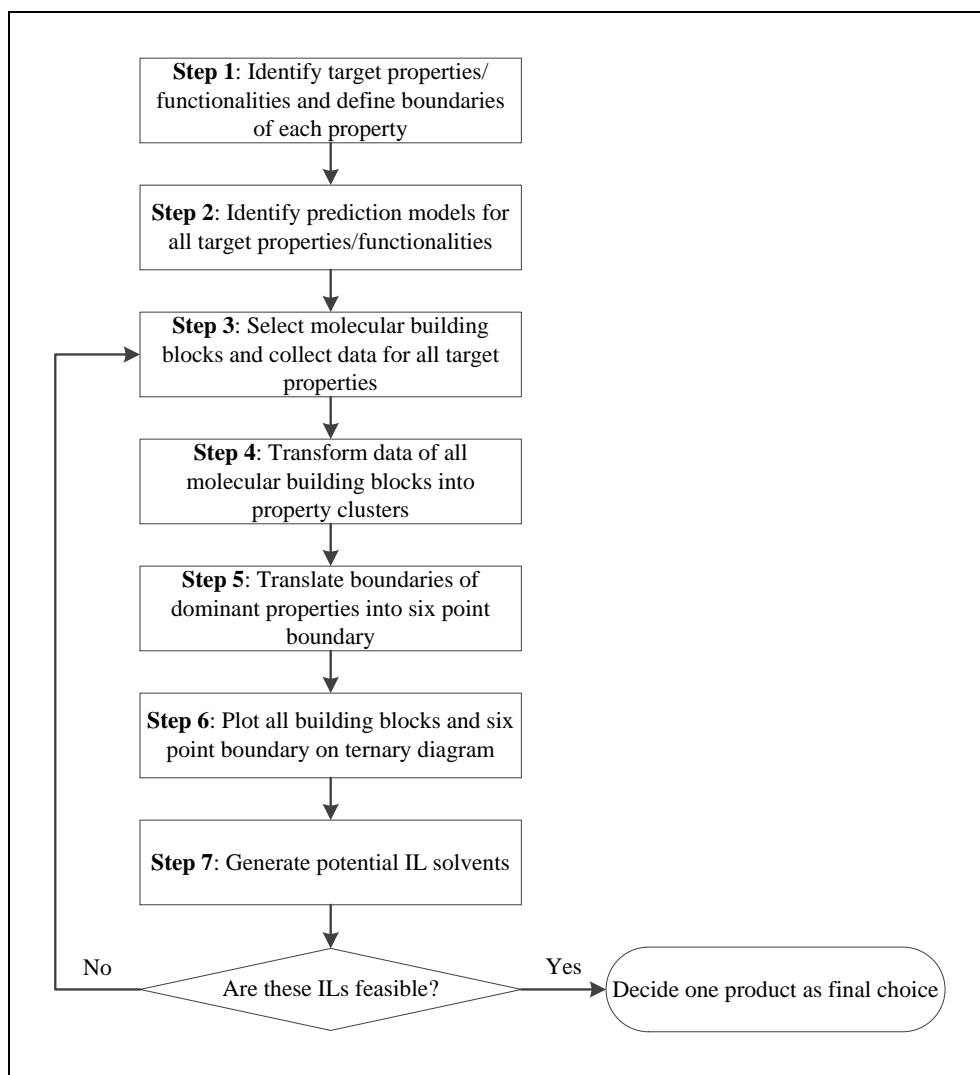 Step 1: Identify target properties/
functionalities and define boundaries
of each property
Step 2: Identify prediction models for
all target properties/functionalities
Step 3: Select molecular building
blocks and collect data for all target
properties
Step 4: Transform data of all
molecular building blocks into
property clusters
Step 5: Translate boundaries of
dominant properties into six point
boundary
Step 6: Plot all building blocks and six
point boundary on ternary diagram
Step 7: Generate potential IL solvents
No
Are these ILs feasible?
Yes
Decide one product as final choice